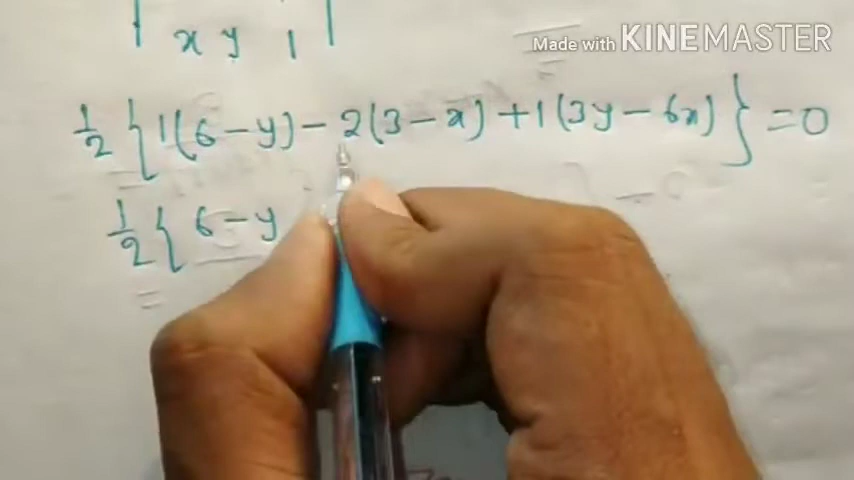 x y 1
Made with KINEMASTER
1/2 {1(6-y)-2(3-x)+1(3y-6x)}=0
1/2 { 6-y
=